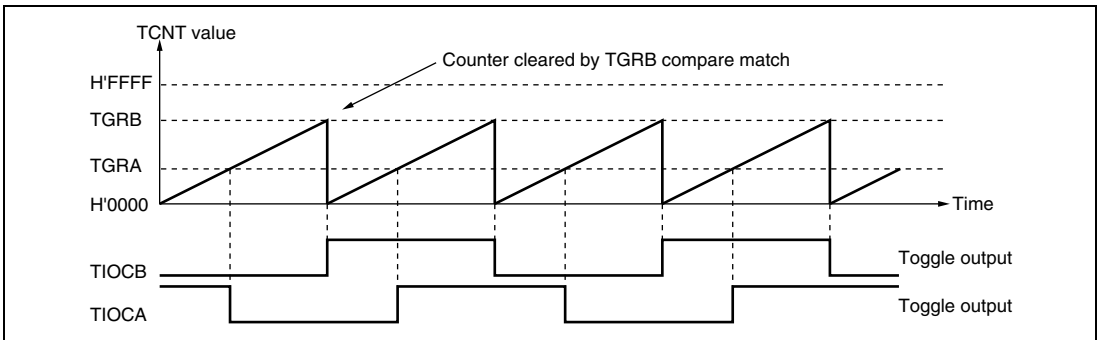 TCNT value
Counter cleared by TGRB compare match
H'FFFF
TGRB
TGRA
H'0000
Time
TIOCB
Toggle output
TIOCA
Toggle output